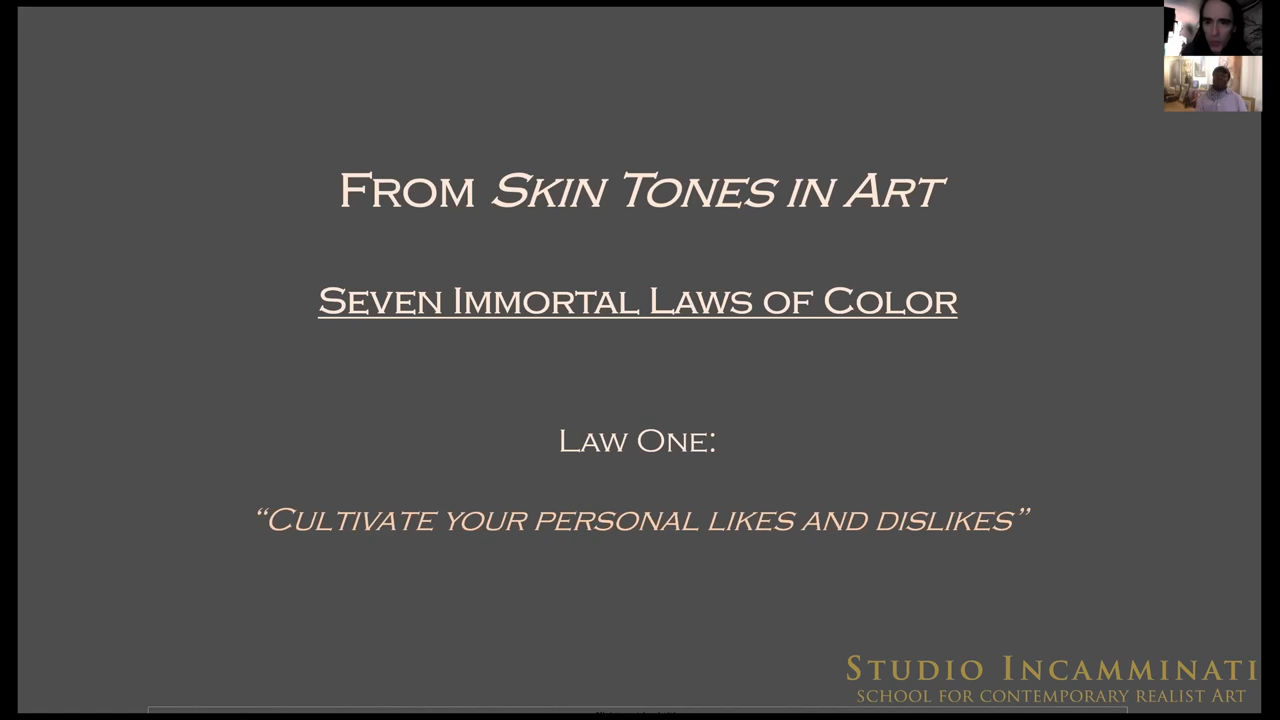 From Skin Tones in Art
Seven Immortal Laws of Color
Law One:
“Cultivate your personal likes and dislikes”
Studio Incamminati
School for Contemporary Realist Art